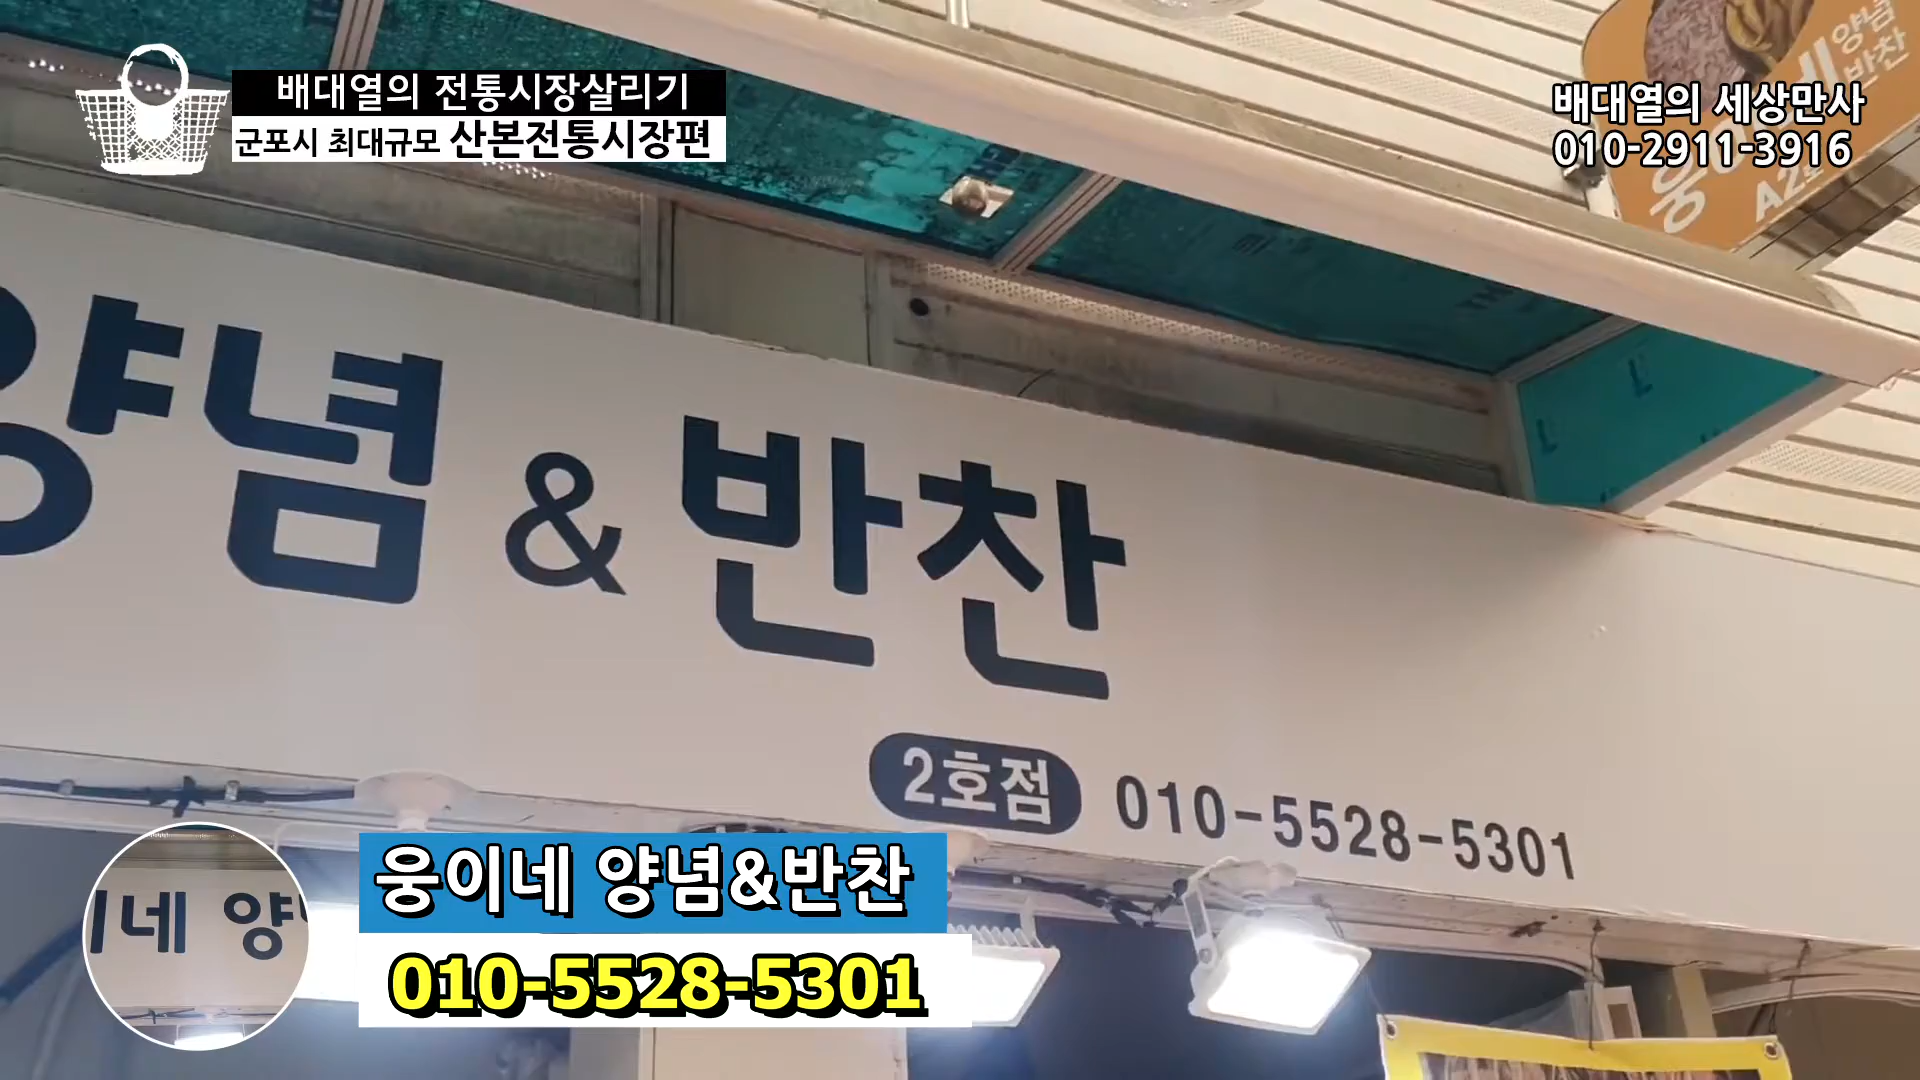 배대열의 전통시장살리기
군포시 최대규모 산본전통시장편
배대열의 세상만사
010-2911-3916
양념
반찬
웅이네
양념 & 반찬
2호점 010-5528-5301
이네 양
웅이네 양념&반찬
010-5528-5301